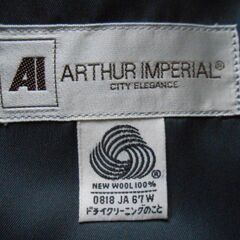 AI
ARTHUR IMPERIAL®
CITY ELEGANCE
NEW WOOL 100%
0818 JA 67W
ドライクリーニングのこと